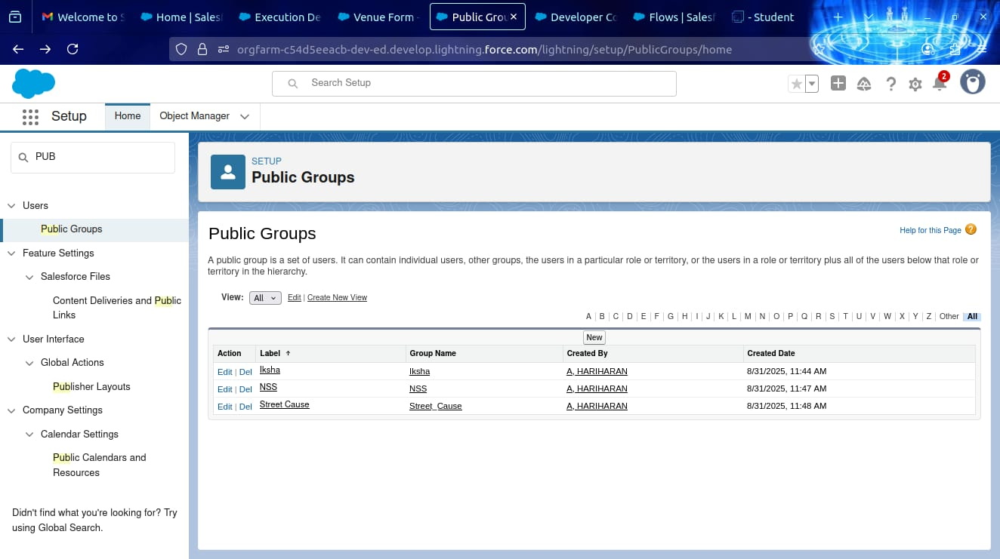 Welcome to S
Home | Salesf
Execution De
Venue Form -
Public Grou
Developer Co
Flows | Salesf
- Student
orgfarm-c54d5eeacb-dev-ed.develop.lightning.force.com/lightning/setup/PublicGroups/home
Search Setup
2
Setup
Home
Object Manager
PUB
Users
Public Groups
Feature Settings
Salesforce Files
Content Deliveries and Public
Links
User Interface
Global Actions
Publisher Layouts
Company Settings
Calendar Settings
Public Calendars and
Resources
Didn't find what you're looking for? Try
using Global Search.
SETUP
Public Groups
Public Groups
Help for this Page ?
A public group is a set of users. It can contain individual users, other groups, the users in a particular role or territory, or the users in a role or territory plus all of the users below that role or
territory in the hierarchy.
View: All Edit | Create New View
A | B | C | D | E | F | G | H | I | J | K | L | M | N | O | P | Q | R | S | T | U | V | W | X | Y | Z | Other | All
New
Action Label Group Name Created By Created Date
Edit | Del Iksha Iksha A, HARIHARAN 8/31/2025, 11:44 AM
Edit | Del NSS NSS A, HARIHARAN 8/31/2025, 11:47 AM
Edit | Del Street Cause Street_Cause A, HARIHARAN 8/31/2025, 11:48 AM